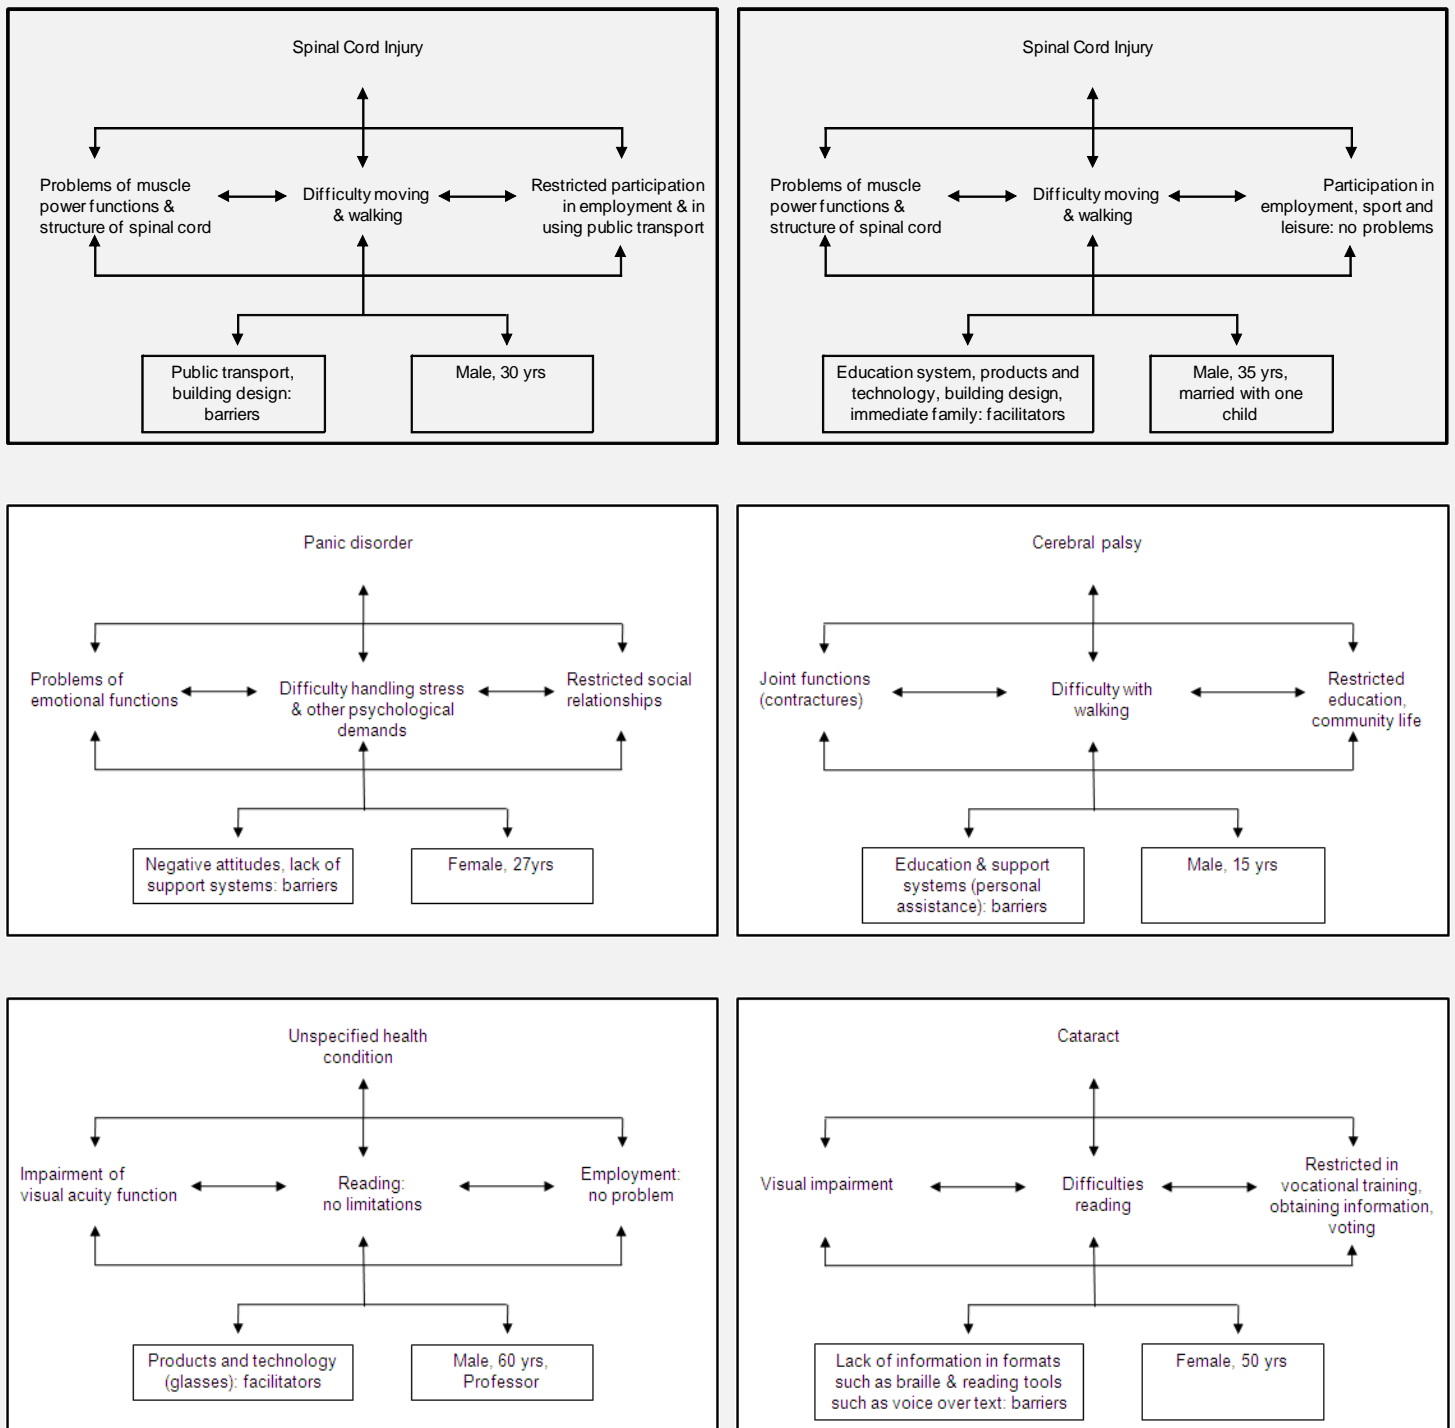 Spinal Cord Injury
Problems of muscle
power functions &
structure of spinal cord
Difficulty moving
& walking
Restricted participation
in employment & in
using public transport
Public transport,
building design:
barriers
Male, 30 yrs
Spinal Cord Injury
Problems of muscle
power functions &
structure of spinal cord
Difficulty moving
& walking
Participation in
employment, sport and
leisure: no problems
Education system, products and
technology, building design,
immediate family: facilitators
Male, 35 yrs,
married with one
child
Panic disorder
Problems of
emotional functions
Difficulty handling stress
& other psychological
demands
Restricted social
relationships
Negative attitudes, lack of
support systems: barriers
Female, 27yrs
Cerebral palsy
Joint functions
(contractures)
Difficulty with
walking
Restricted
education,
community life
Education & support
systems (personal
assistance): barriers
Male, 15 yrs
Unspecified health
condition
Impairment of
visual acuity function
Reading:
no limitations
Employment:
no problem
Products and technology
(glasses): facilitators
Male, 60 yrs,
Professor
Cataract
Visual impairment
Difficulties
reading
Restricted in
vocational training,
obtaining information,
voting
Lack of information in formats
such as braille & reading tools
such as voice over text: barriers
Female, 50 yrs